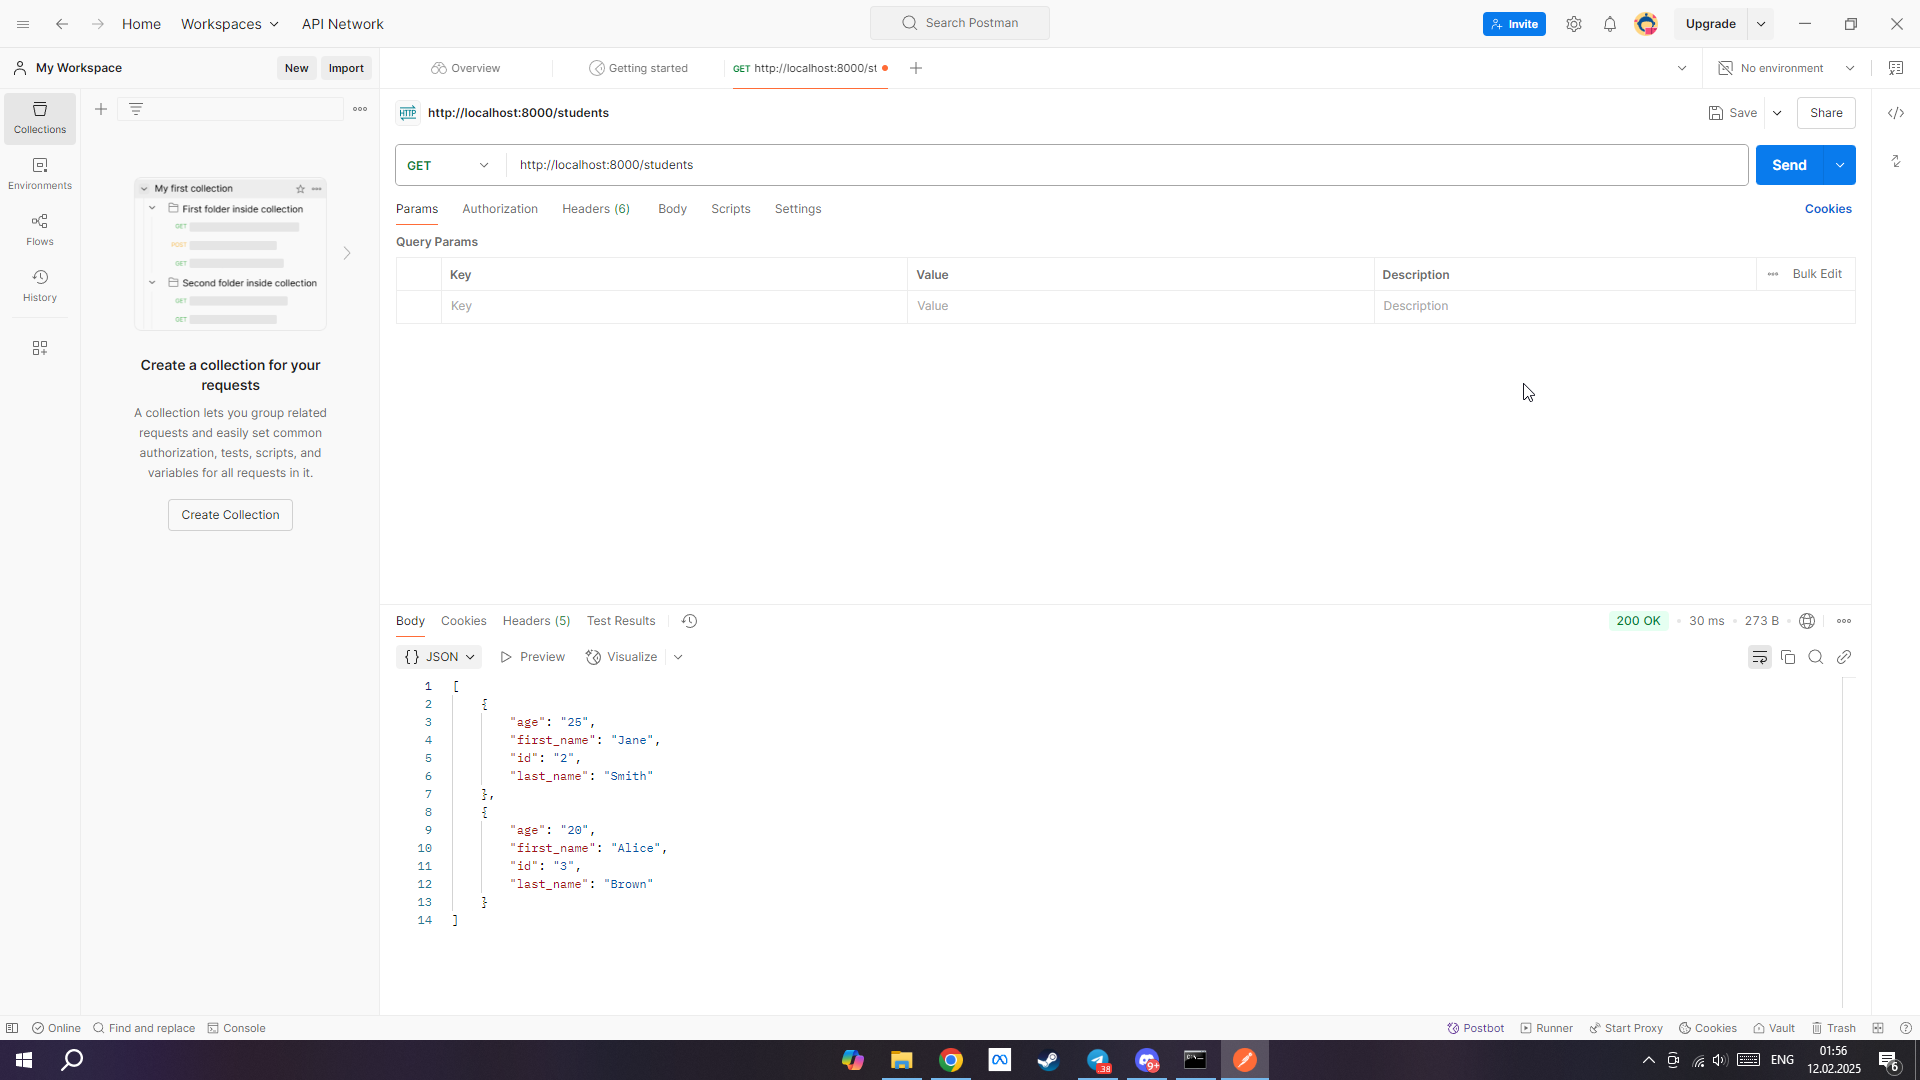 Home Workspaces API Network Search Postman Invite Upgrade
My Workspace New Import Overview Getting started GET http://localhost:8000/st No environment
HTTP http://localhost:8000/students Save Share
Collections
Environments
Flows
History
My first collection
First folder inside collection
GET
POST
GET
Second folder inside collection
GET
GET
Create a collection for your
requests
A collection lets you group related
requests and easily set common
authorization, tests, scripts, and
variables for all requests in it.
Create Collection
GET http://localhost:8000/students Send
Params Authorization Headers (6) Body Scripts Settings Cookies
Query Params
Key Value Description Bulk Edit
Key Value Description
Body Cookies Headers (5) Test Results 200 OK 30 ms 273 B
{} JSON Preview Visualize
1 [
2 {
3 "age": "25",
4 "first_name": "Jane",
5 "id": "2",
6 "last_name": "Smith"
7 },
8 {
9 "age": "20",
10 "first_name": "Alice",
11 "id": "3",
12 "last_name": "Brown"
13 }
14 ]
Online Find and replace Console Postbot Runner Start Proxy Cookies Vault Trash
38 9+ ENG 01:56
12.02.2025 6